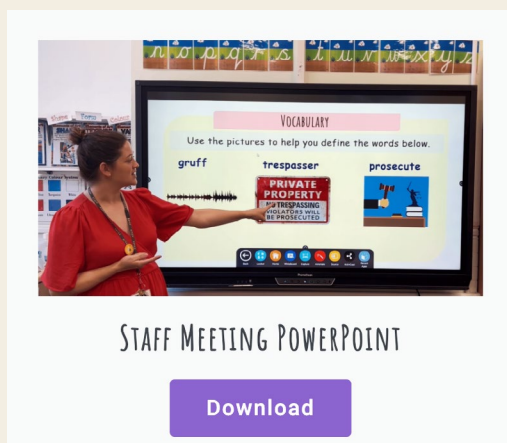 n o p q r s t u v w x y z
VOCABULARY
Use the pictures to help you define the words below.
gruff trespasser prosecute
PRIVATE
PROPERTY
NO TRESPASSING
VIOLATORS WILL
BE PROSECUTED
STAFF MEETING POWERPOINT
Download